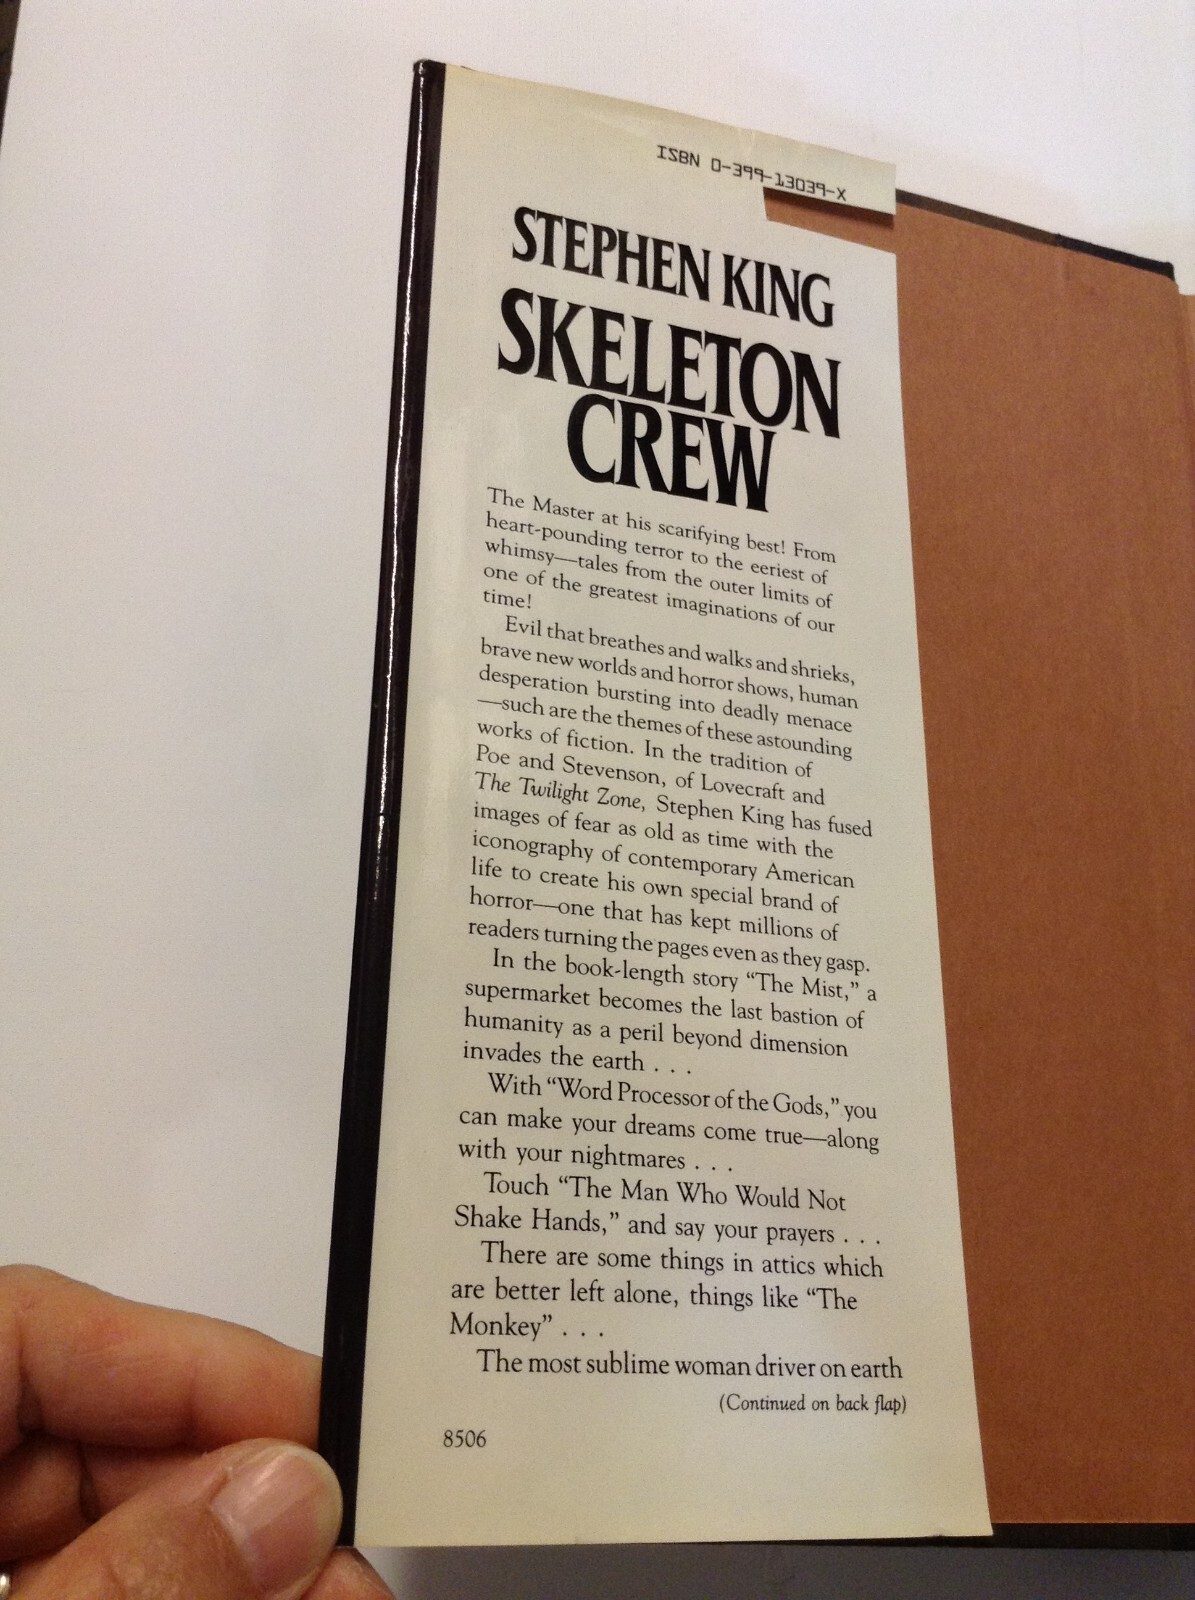 ISBN 0-399-13039-X
STEPHEN KING
SKELETON
CREW
The Master at his scarifying best! From
heart-pounding terror to the eeriest of
whimsy—tales from the outer limits of
one of the greatest imaginations of our
time!
Evil that breathes and walks and shrieks,
brave new worlds and horror shows, human
desperation bursting into deadly menace
—such are the themes of these astounding
works of fiction. In the tradition of
Poe and Stevenson, of Lovecraft and
The Twilight Zone, Stephen King has fused
images of fear as old as time with the
iconography of contemporary American
life to create his own special brand of
horror—one that has kept millions of
readers turning the pages even as they gasp.
In the book-length story “The Mist,” a
supermarket becomes the last bastion of
humanity as a peril beyond dimension
invades the earth . . .
With “Word Processor of the Gods,” you
can make your dreams come true—along
with your nightmares . . .
Touch “The Man Who Would Not
Shake Hands,” and say your prayers . . .
There are some things in attics which
are better left alone, things like “The
Monkey” . . .
The most sublime woman driver on earth
(Continued on back flap)
8506